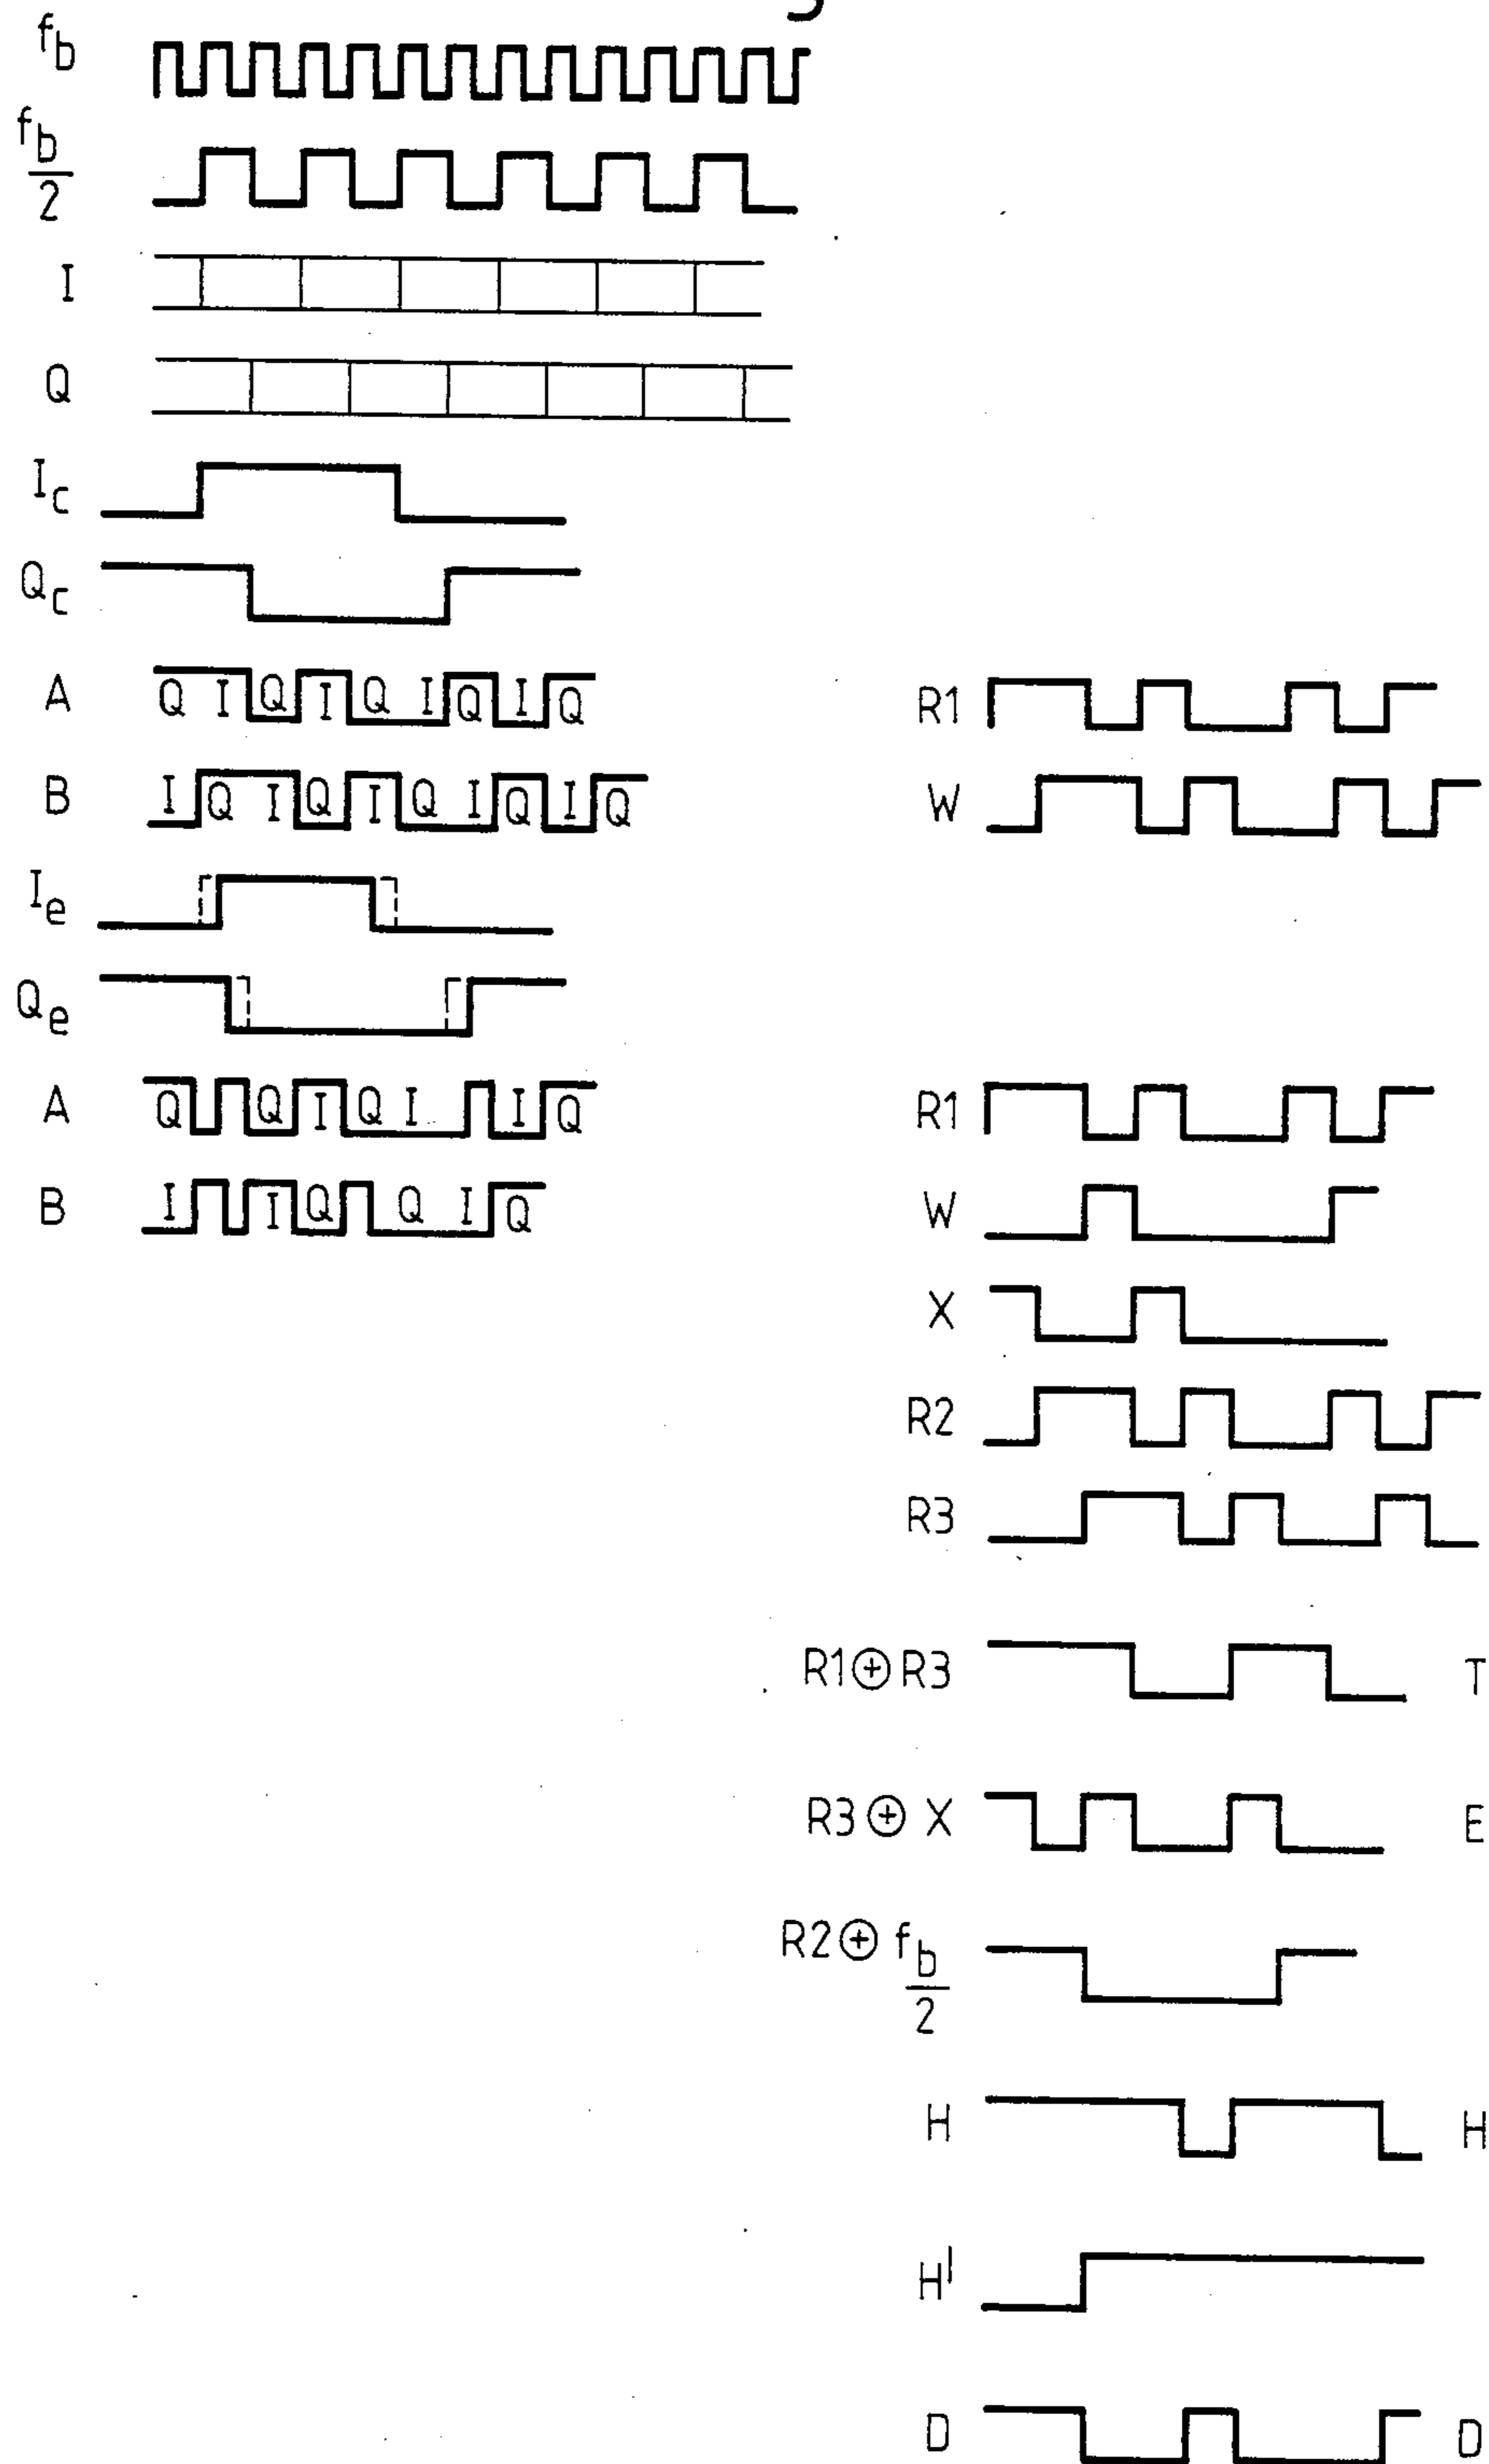 fb
fb/2
I
Q
Ic
Qc
A Q I Q I Q I Q I Q
B I Q I Q I Q I Q I Q
Ie
Qe
A Q Q I Q I I Q
B I I Q Q I Q
R1
W
R1
W
X
R2
R3
R1⊕R3 T
R3⊕X E
R2⊕fb/2
H H
H'
D D